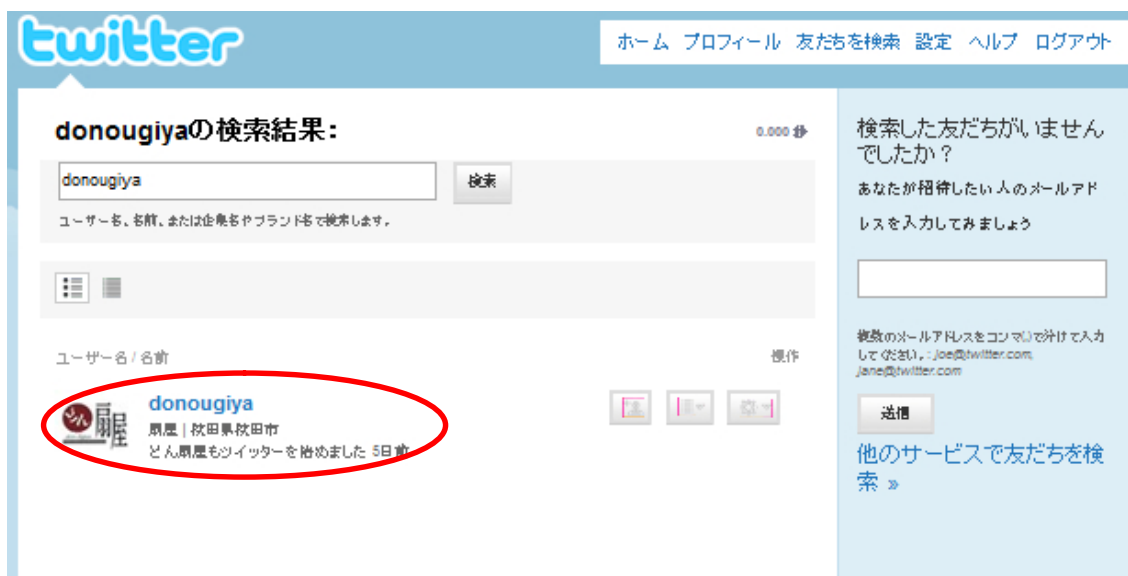 twitter
ホーム プロフィール 友だちを検索 設定 ヘルプ ログアウト
donougiyaの検索結果:
0.000 秒
donougiya
検索
ユーザー名、名前、または企業名やブランド名で検索します。
ユーザー名 / 名前
操作
どん扇屋
donougiya
扇屋 | 秋田県秋田市
どん扇屋もツイッターを始めました 5日前
検索した友だちがいません
でしたか？
あなたが招待したい人のメールアド
レスを入力してみましょう
複数のメールアドレスをコンマ(,)で分けて入力
してください。: joe@twitter.com,
jane@twitter.com
送信
他のサービスで友だちを検
索 »